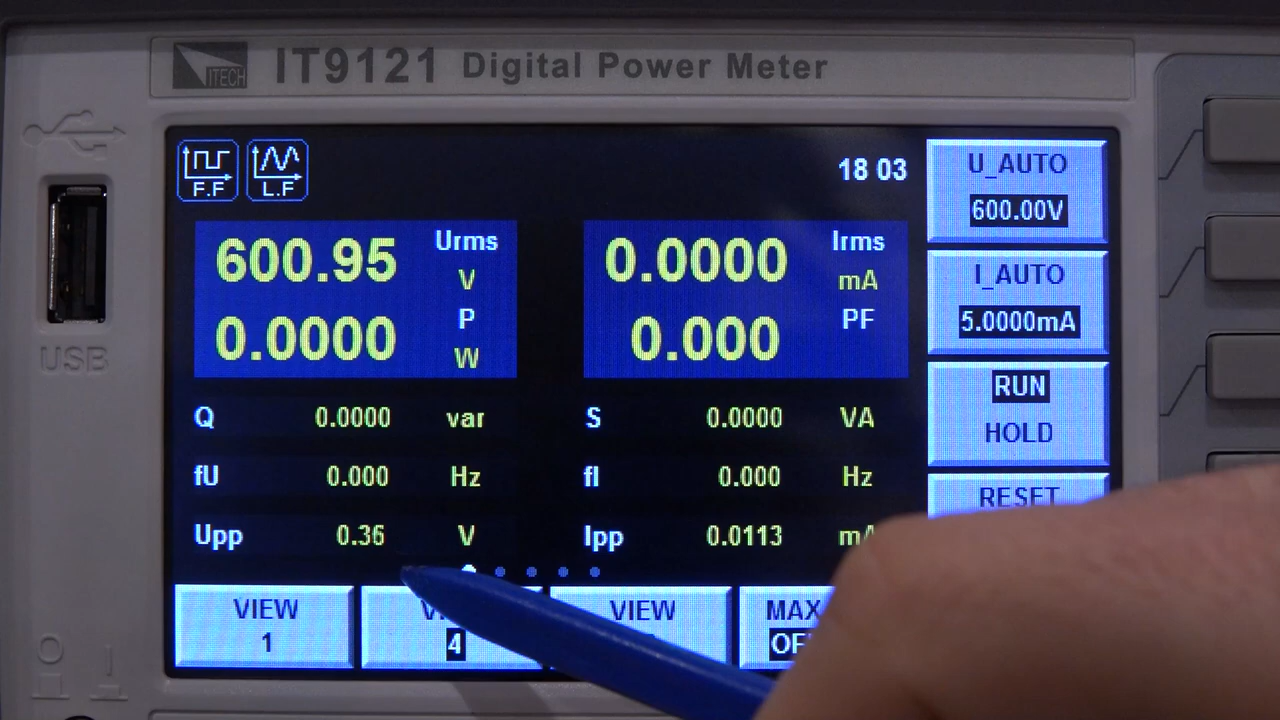 ITECH IT9121 Digital Power Meter
F.F L.F 18 03
U_AUTO
600.00V
600.95 Urms V
0.0000 P W
0.0000 Irms mA
0.000 PF
I_AUTO
5.0000mA
Q 0.0000 var S 0.0000 VA
RUN
HOLD
fU 0.000 Hz fI 0.000 Hz
RESET
Upp 0.36 V Ipp 0.0113
VIEW
1
4
VIEW
MAX
USB